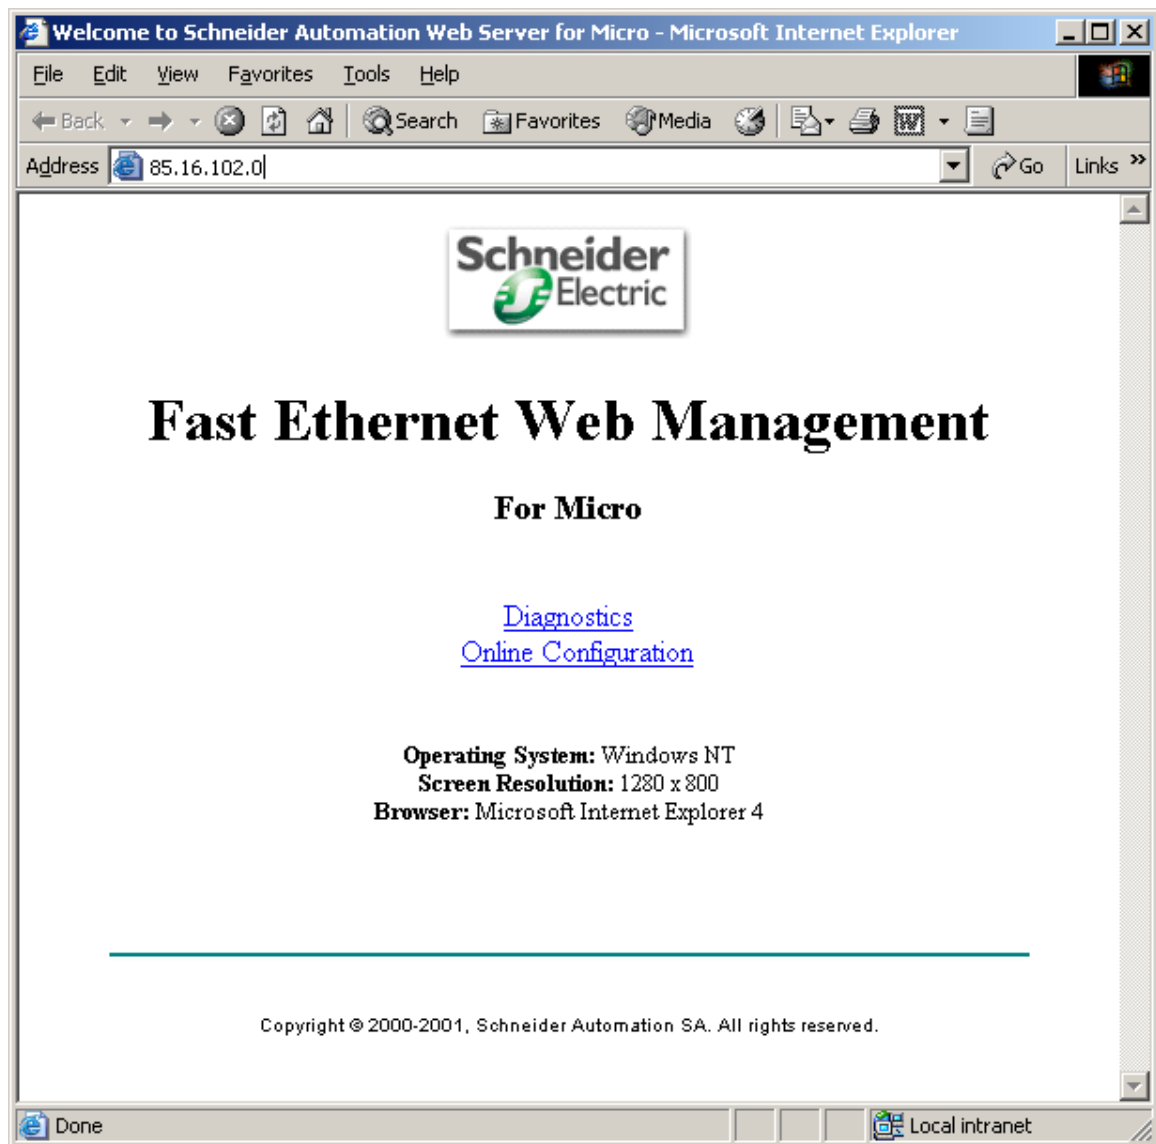 Welcome to Schneider Automation Web Server for Micro - Microsoft Internet Explorer
File Edit View Favorites Tools Help
Back Search Favorites Media
Address 85.16.102.0 Go Links »
Schneider
Electric
Fast Ethernet Web Management
For Micro
Diagnostics
Online Configuration
Operating System: Windows NT
Screen Resolution: 1280 x 800
Browser: Microsoft Internet Explorer 4
Copyright © 2000-2001, Schneider Automation SA. All rights reserved.
Done Local intranet